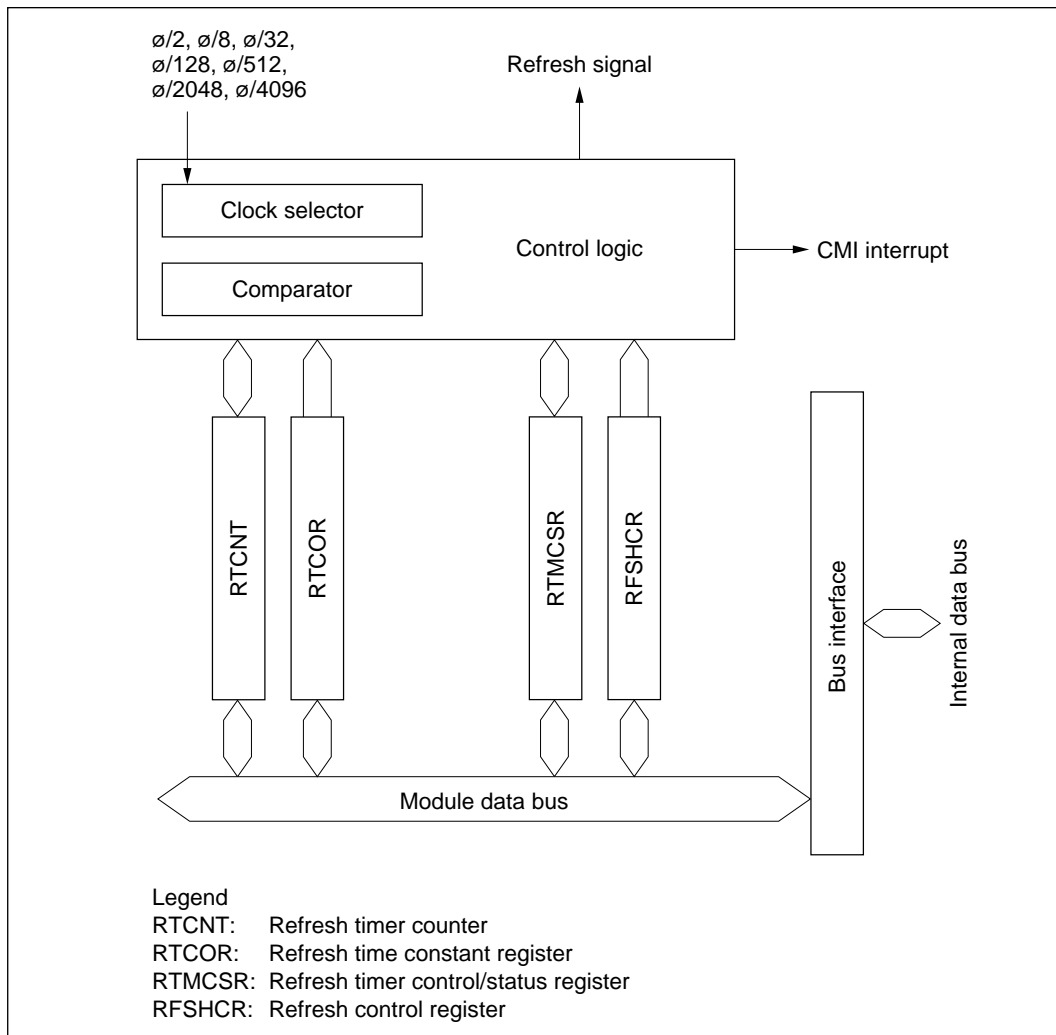 ø/2, ø/8, ø/32,
ø/128, ø/512,
ø/2048, ø/4096
Refresh signal
Clock selector
Control logic
CMI interrupt
Comparator
RTCNT
RTCOR
RTMCSR
RFSHCR
Bus interface
Internal data bus
Module data bus
Legend
RTCNT: Refresh timer counter
RTCOR: Refresh time constant register
RTMCSR: Refresh timer control/status register
RFSHCR: Refresh control register